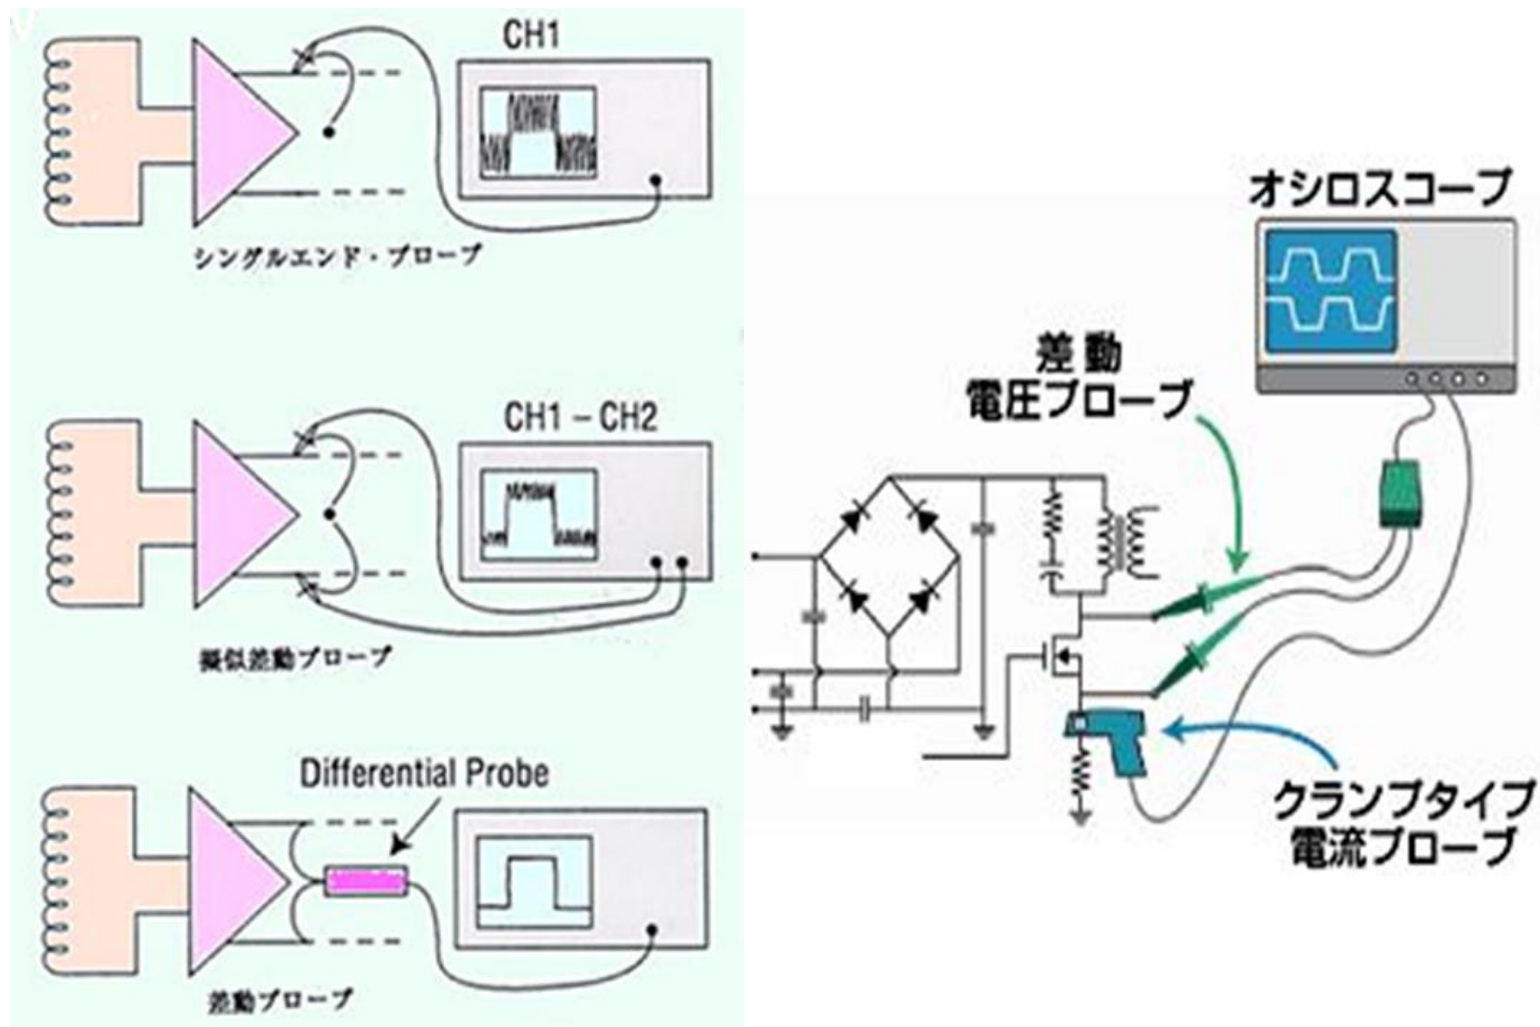 CH1
シングルエンド・プローブ
CH1 − CH2
擬似差動プローブ
Differential Probe
差動プローブ
オシロスコープ
差動
電圧プローブ
クランプタイプ
電流プローブ